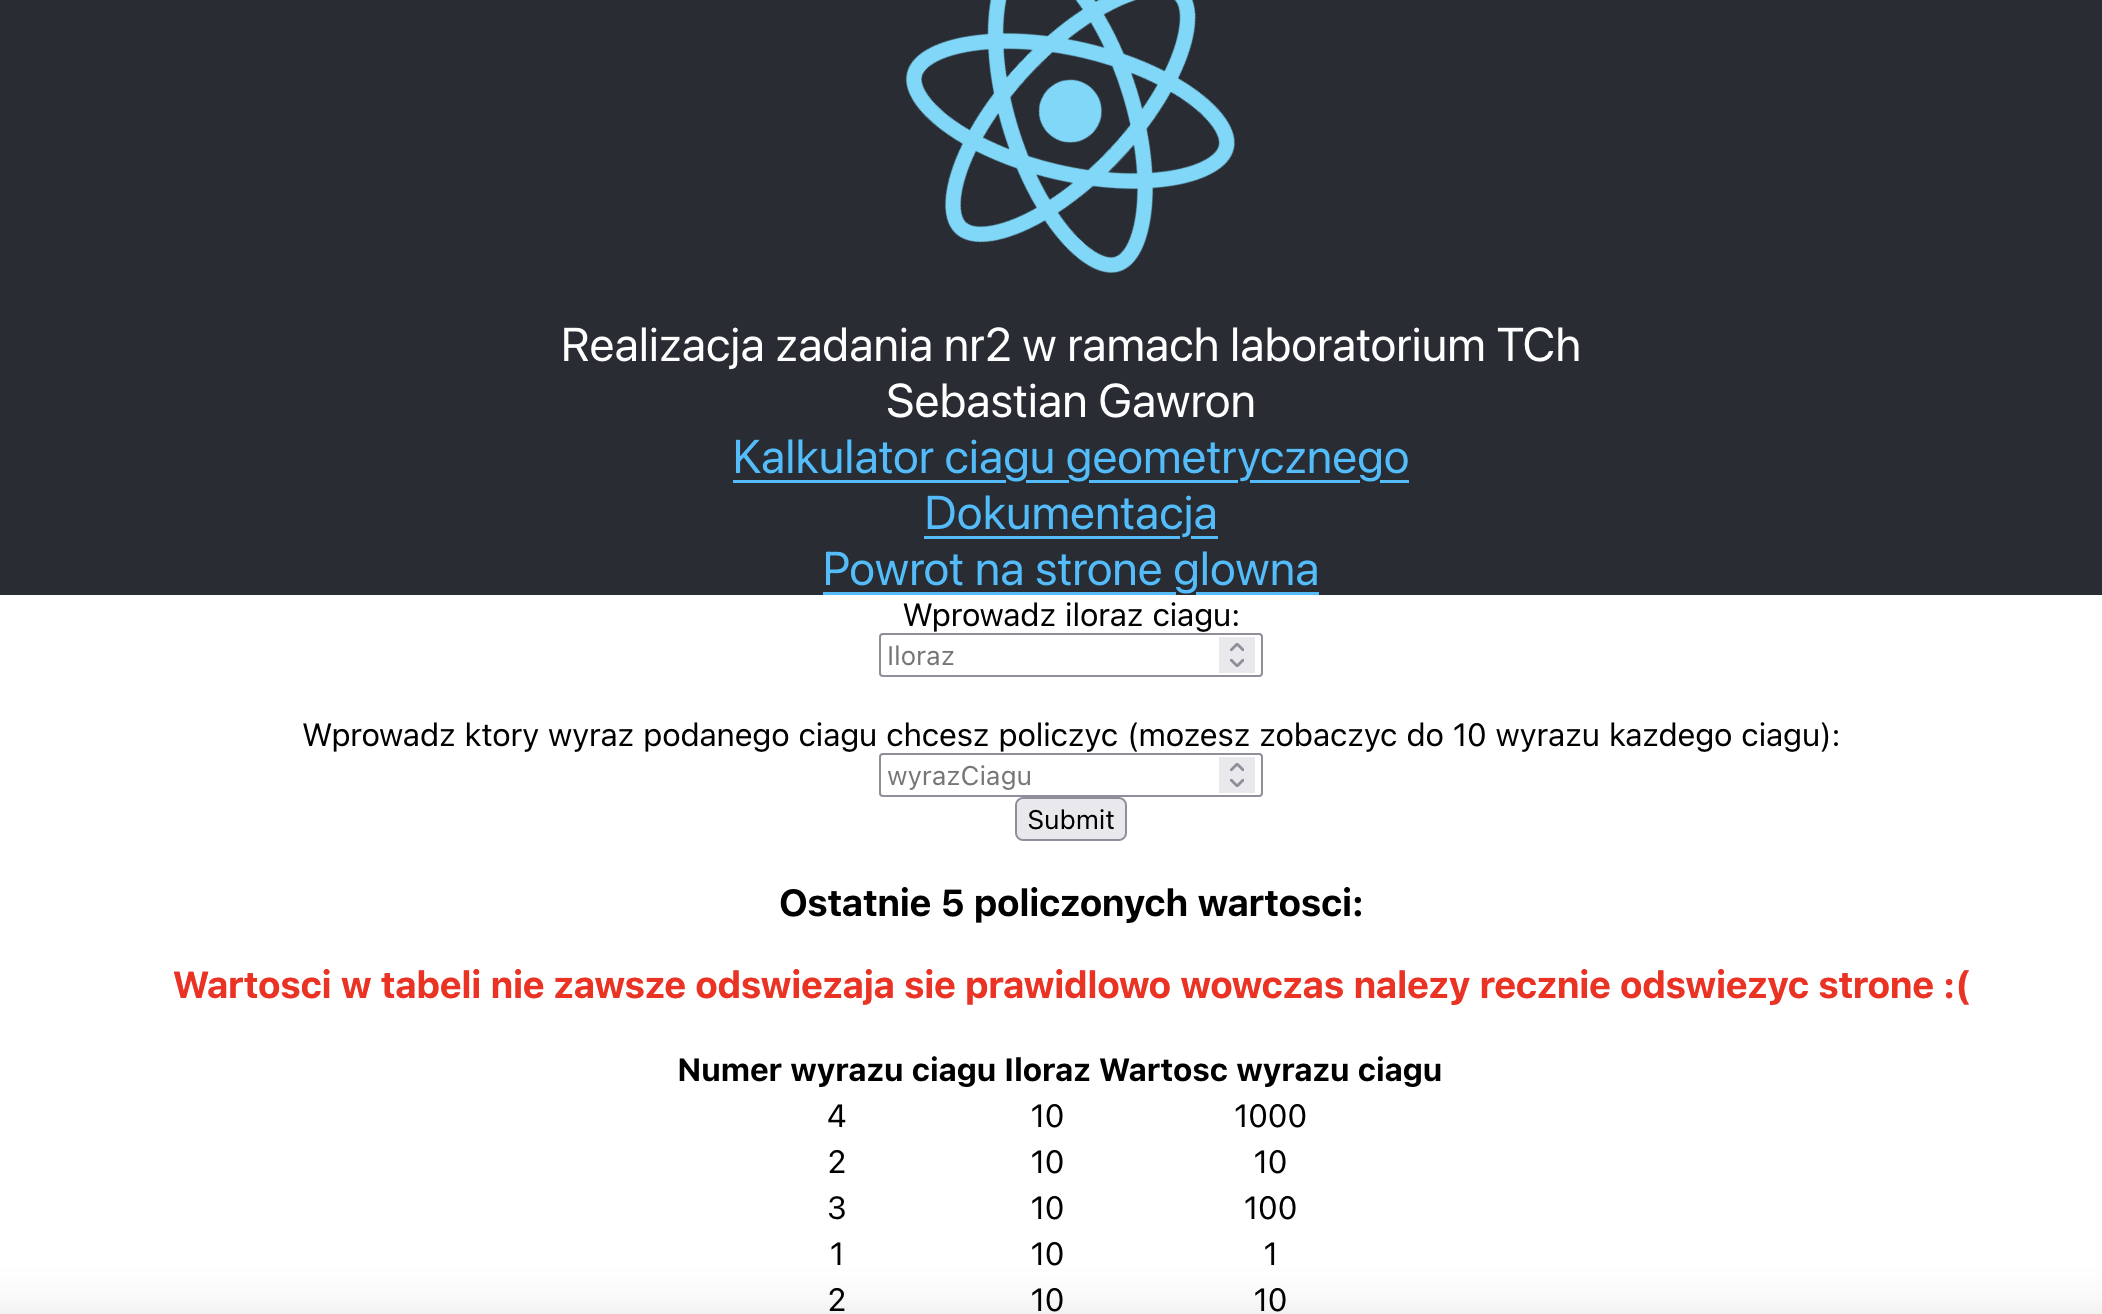 Realizacja zadania nr2 w ramach laboratorium TCh
Sebastian Gawron
Kalkulator ciagu geometrycznego
Dokumentacja
Powrot na strone glowna
Wprowadz iloraz ciagu:
Iloraz
Wprowadz ktory wyraz podanego ciagu chcesz policzyc (mozesz zobaczyc do 10 wyrazu kazdego ciagu):
wyrazCiagu
Submit
Ostatnie 5 policzonych wartosci:
Wartosci w tabeli nie zawsze odswiezaja sie prawidlowo wowczas nalezy recznie odswiezyc strone :(
Numer wyrazu ciagu Iloraz Wartosc wyrazu ciagu
4 10 1000
2 10 10
3 10 100
1 10 1
2 10 10